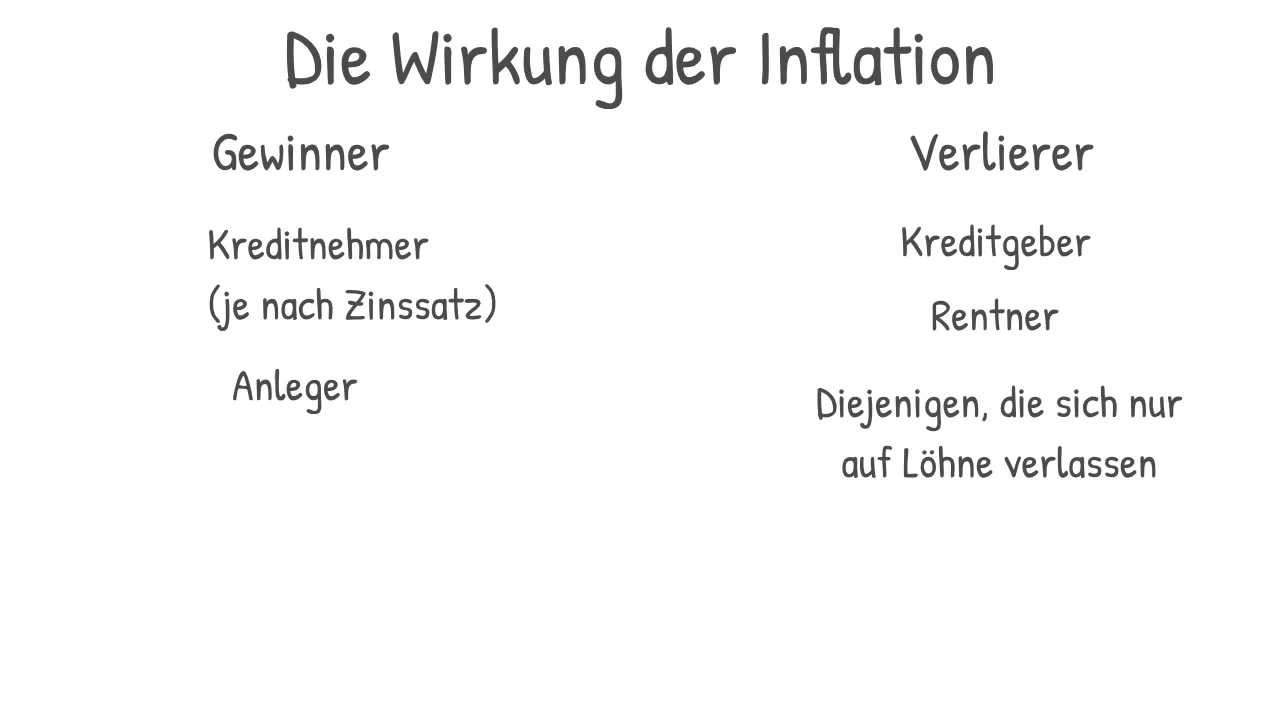 Die Wirkung der Inflation
Gewinner
Kreditnehmer
(je nach Zinssatz)
Anleger
Verlierer
Kreditgeber
Rentner
Diejenigen, die sich nur
auf Löhne verlassen